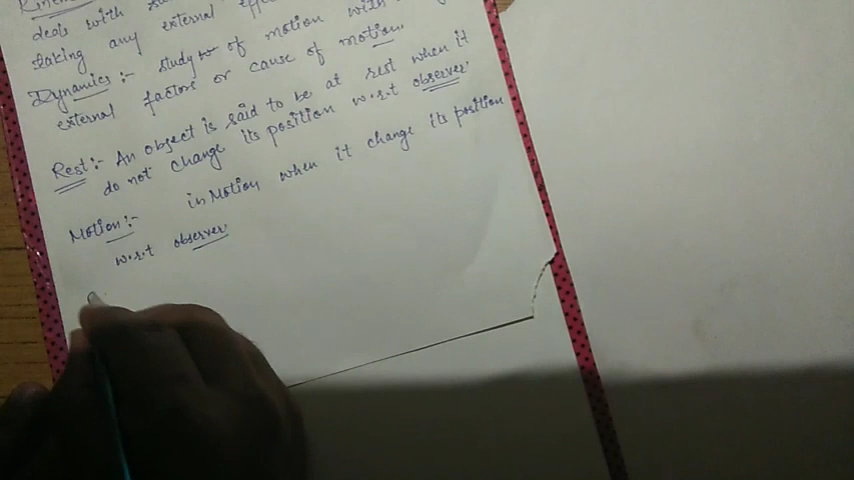 deals with
taking any external
Dynamics :- study of motion with
external factors or cause of motion.
Rest :- An object is said to be at rest when it
do not change its position w.r.t observer
Motion :- in Motion when it change its position
w.r.t observer